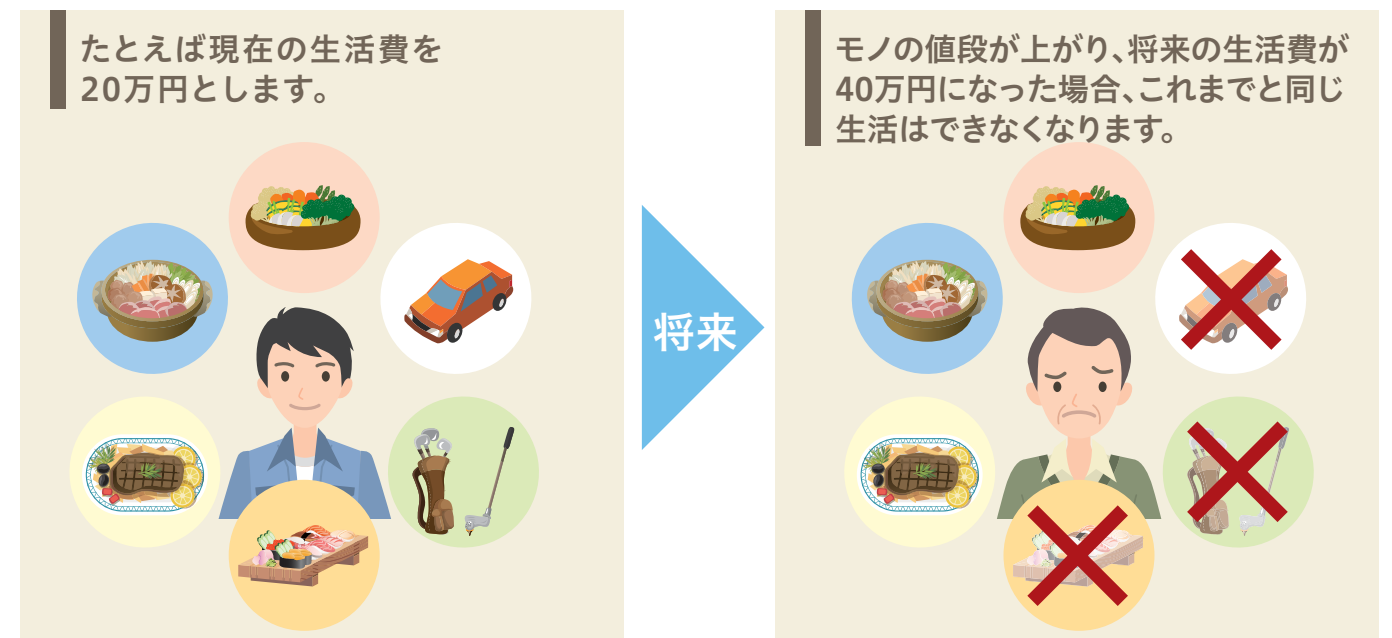 たとえば現在の生活費を
20万円とします。
将来
モノの値段が上がり、将来の生活費が
40万円になった場合、これまでと同じ
生活はできなくなります。